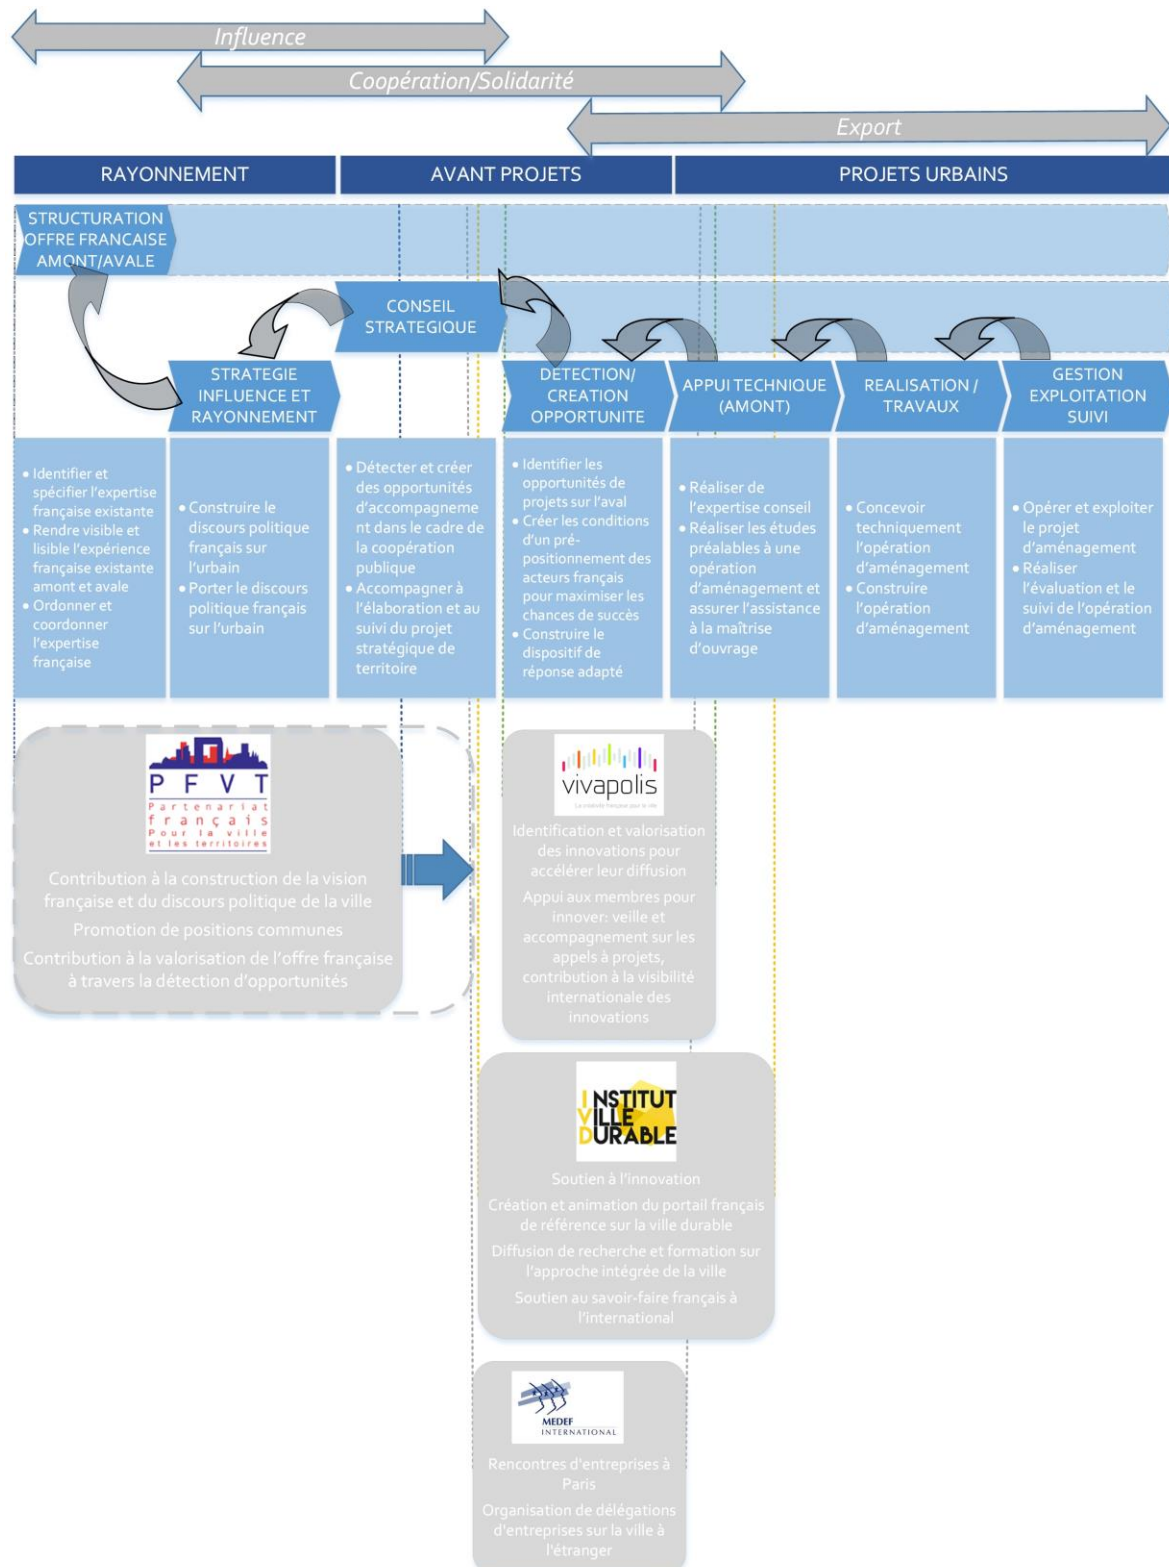 Influence
Coopération/Solidarité
Export
RAYONNEMENT
AVANT PROJETS
PROJETS URBAINS
STRUCTURATION
OFFRE FRANCAISE
AMONT/AVALE
CONSEIL
STRATEGIQUE
STRATEGIE
INFLUENCE ET
RAYONNEMENT
DETECTION/
CREATION
OPPORTUNITE
APPUI TECHNIQUE
(AMONT)
REALISATION /
TRAVAUX
GESTION
EXPLOITATION
SUIVI
• Identifier et
spécifier l'expertise
française existante
• Rendre visible et
lisible l'expérience
française existante
amont et avale
• Ordonner et
coordonner
l'expertise
française
• Construire le
discours politique
français sur
l'urbain
• Porter le discours
politique français
sur l'urbain
• Détecter et créer
des opportunités
d'accompagneme
nt dans le cadre de
la coopération
publique
• Accompagner à
l'élaboration et au
suivi du projet
stratégique de
territoire
• Identifier les
opportunités de
projets sur l'aval
• Créer les conditions
d'un pré-
positionnement des
acteurs français
pour maximiser les
chances de succès
• Construire le
dispositif de
réponse adapté
• Réaliser de
l'expertise conseil
• Réaliser les études
préalables à une
opération
d'aménagement et
assurer l'assistance
à la maîtrise
d'ouvrage
• Concevoir
techniquement
l'opération
d'aménagement
• Construire
l'opération
d'aménagement
• Opérer et exploiter
le projet
d'aménagement
• Réaliser
l'évaluation et le
suivi de l'opération
d'aménagement
PFVT
Partenariat
français
Pour la ville
et les territoires
Contribution à la construction de la vision
française et du discours politique de la ville
Promotion de positions communes
Contribution à la valorisation de l'offre française
à travers la détection d'opportunités
vivapolis
La créativité française pour la ville
Identification et valorisation
des innovations pour
accélérer leur diffusion
Appui aux membres pour
innover: veille et
accompagnement sur les
appels à projets,
contribution à la visibilité
internationale des
innovations
INSTITUT
VILLE
DURABLE
Soutien à l'innovation
Création et animation du portail français
de référence sur la ville durable
Diffusion de recherche et formation sur
l'approche intégrée de la ville
Soutien au savoir-faire français à
l'international
MEDEF
INTERNATIONAL
Rencontres d'entreprises à
Paris
Organisation de délégations
d'entreprises sur la ville à
l'étranger